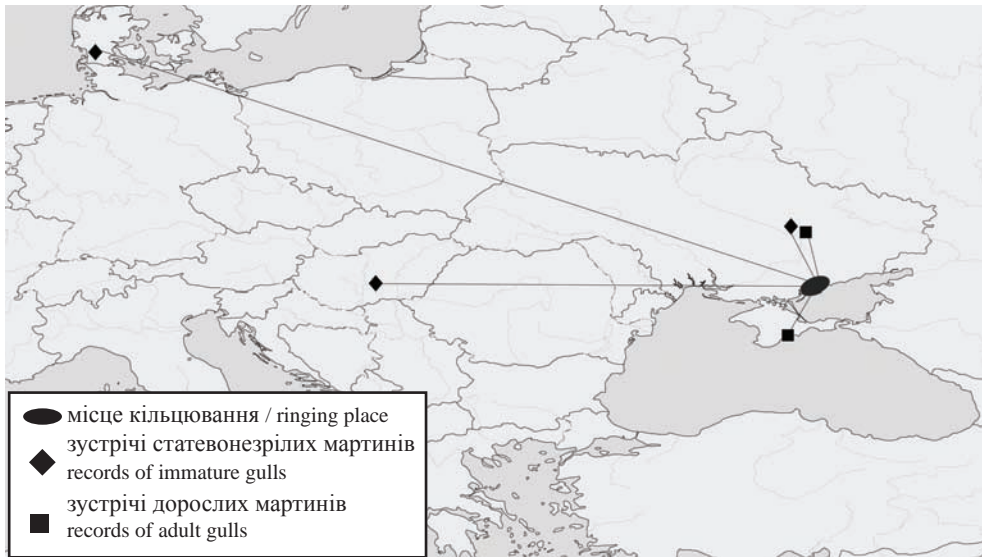 місце кільцювання / ringing place
зустрічі статевонезрілих мартинів
records of immature gulls
зустрічі дорослих мартинів
records of adult gulls